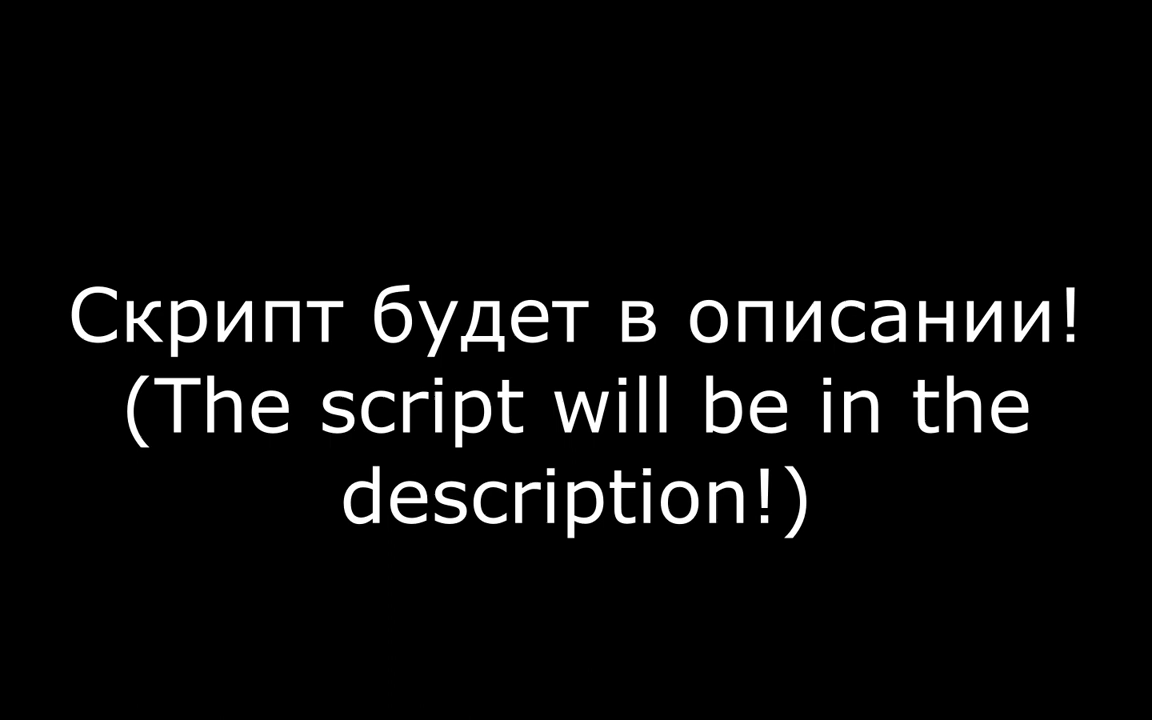 Скрипт будет в описании!
(The script will be in the
description!)